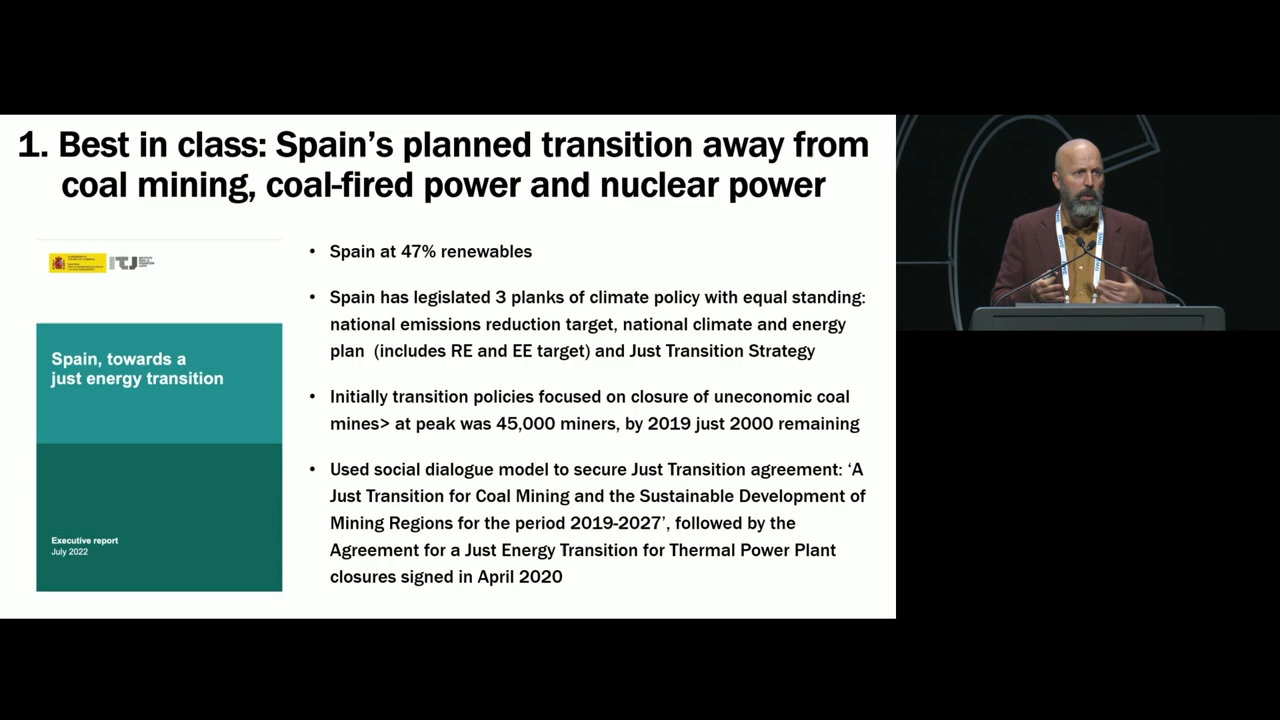 1. Best in class: Spain’s planned transition away from
coal mining, coal-fired power and nuclear power
ITJ
Spain, towards a
just energy transition
Executive report
July 2022
• Spain at 47% renewables
• Spain has legislated 3 planks of climate policy with equal standing:
national emissions reduction target, national climate and energy
plan (includes RE and EE target) and Just Transition Strategy
• Initially transition policies focused on closure of uneconomic coal
mines> at peak was 45,000 miners, by 2019 just 2000 remaining
• Used social dialogue model to secure Just Transition agreement: ‘A
Just Transition for Coal Mining and the Sustainable Development of
Mining Regions for the period 2019-2027’, followed by the
Agreement for a Just Energy Transition for Thermal Power Plant
closures signed in April 2020